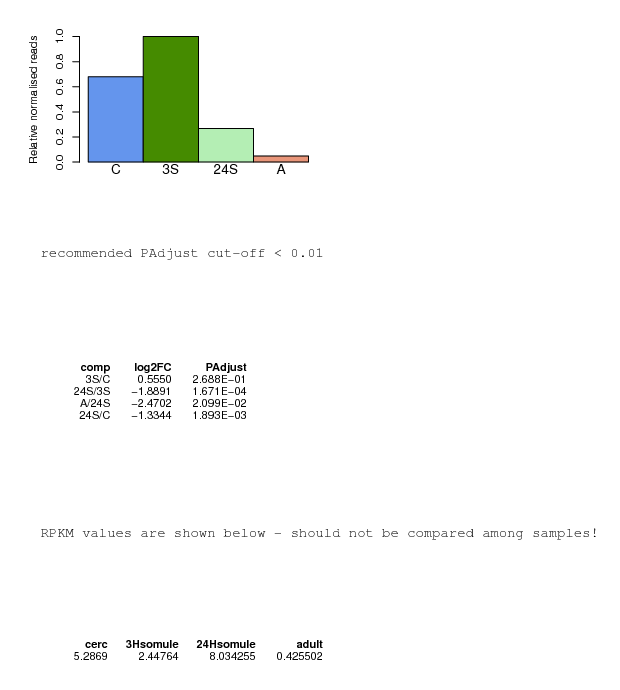 Relative normalised reads
1.0
0.8
0.6
0.4
0.2
0.0
C 3S 24S A
recommended PAdjust cut-off < 0.01
comp log2FC PAdjust
3S/C 0.5550 2.688E−01
24S/3S −1.8891 1.671E−04
A/24S −2.4702 2.099E−02
24S/C −1.3344 1.893E−03
RPKM values are shown below - should not be compared among samples!
cerc 3Hsomule 24Hsomule adult
5.2869 2.44764 8.034255 0.425502